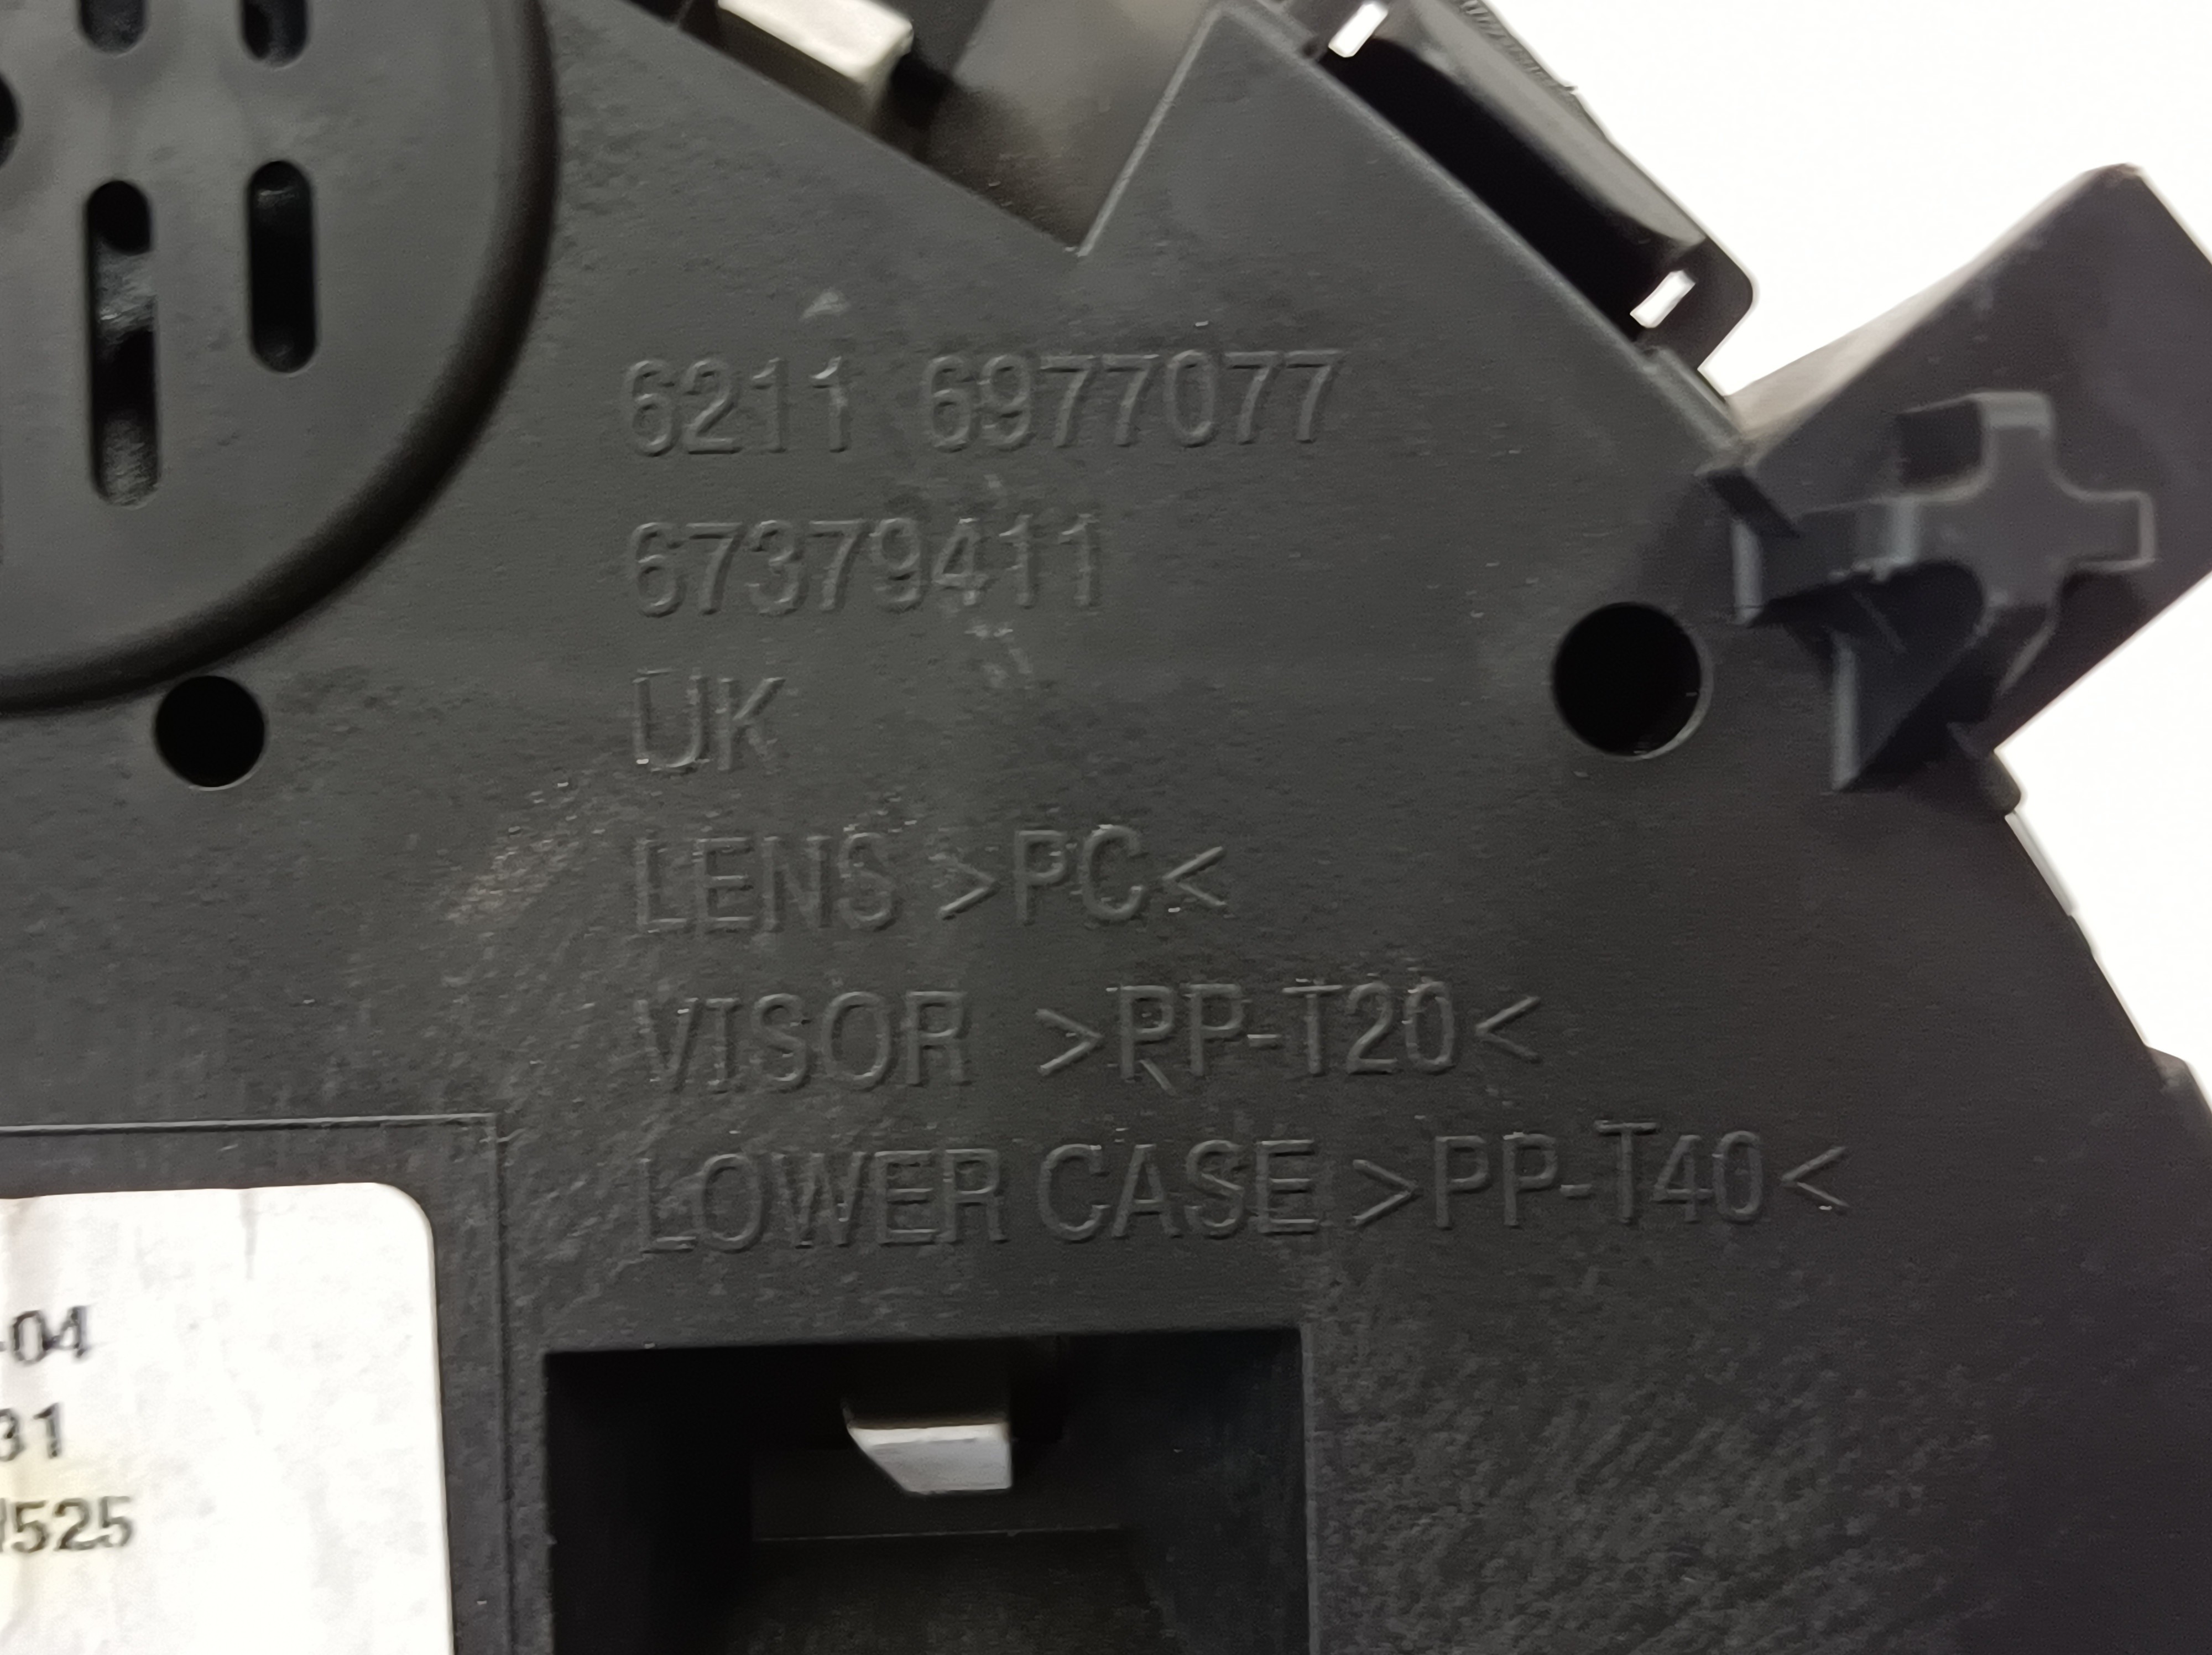 6211 6977077
67379411
UK
LENS >PC<
VISOR >PP-T20<
LOWER CASE >PP-T40<
-04
31
525